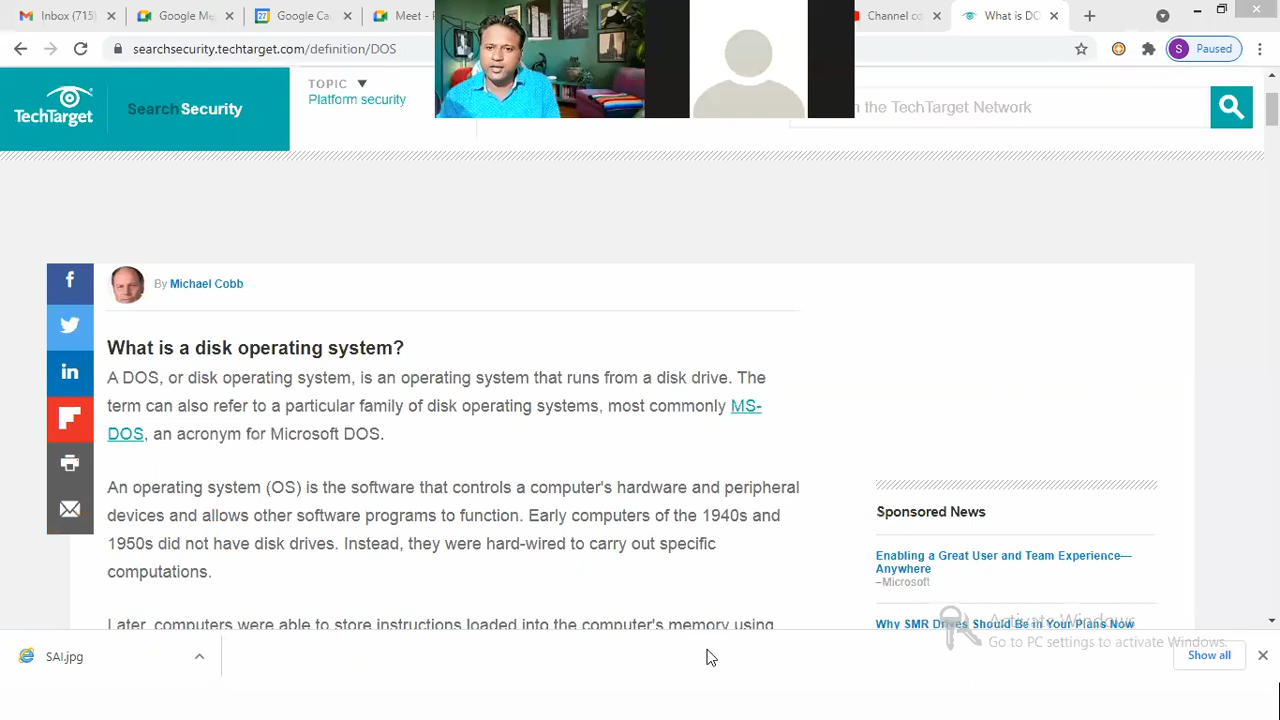 Inbox (715)
Google Me
Google Ca
Meet -
Channel co
What is DO
searchsecurity.techtarget.com/definition/DOS
S Paused
TechTarget
SearchSecurity
TOPIC
Platform security
the TechTarget Network
By Michael Cobb
What is a disk operating system?
A DOS, or disk operating system, is an operating system that runs from a disk drive. The
term can also refer to a particular family of disk operating systems, most commonly MS-
DOS, an acronym for Microsoft DOS.
An operating system (OS) is the software that controls a computer's hardware and peripheral
devices and allows other software programs to function. Early computers of the 1940s and
1950s did not have disk drives. Instead, they were hard-wired to carry out specific
computations.
Later, computers were able to store instructions loaded into the computer's memory using
Sponsored News
Enabling a Great User and Team Experience—
Anywhere
–Microsoft
Why SMR Drives Should Be in Your Plans Now
Activate Windows
Go to PC settings to activate Windows.
SAI.jpg
Show all